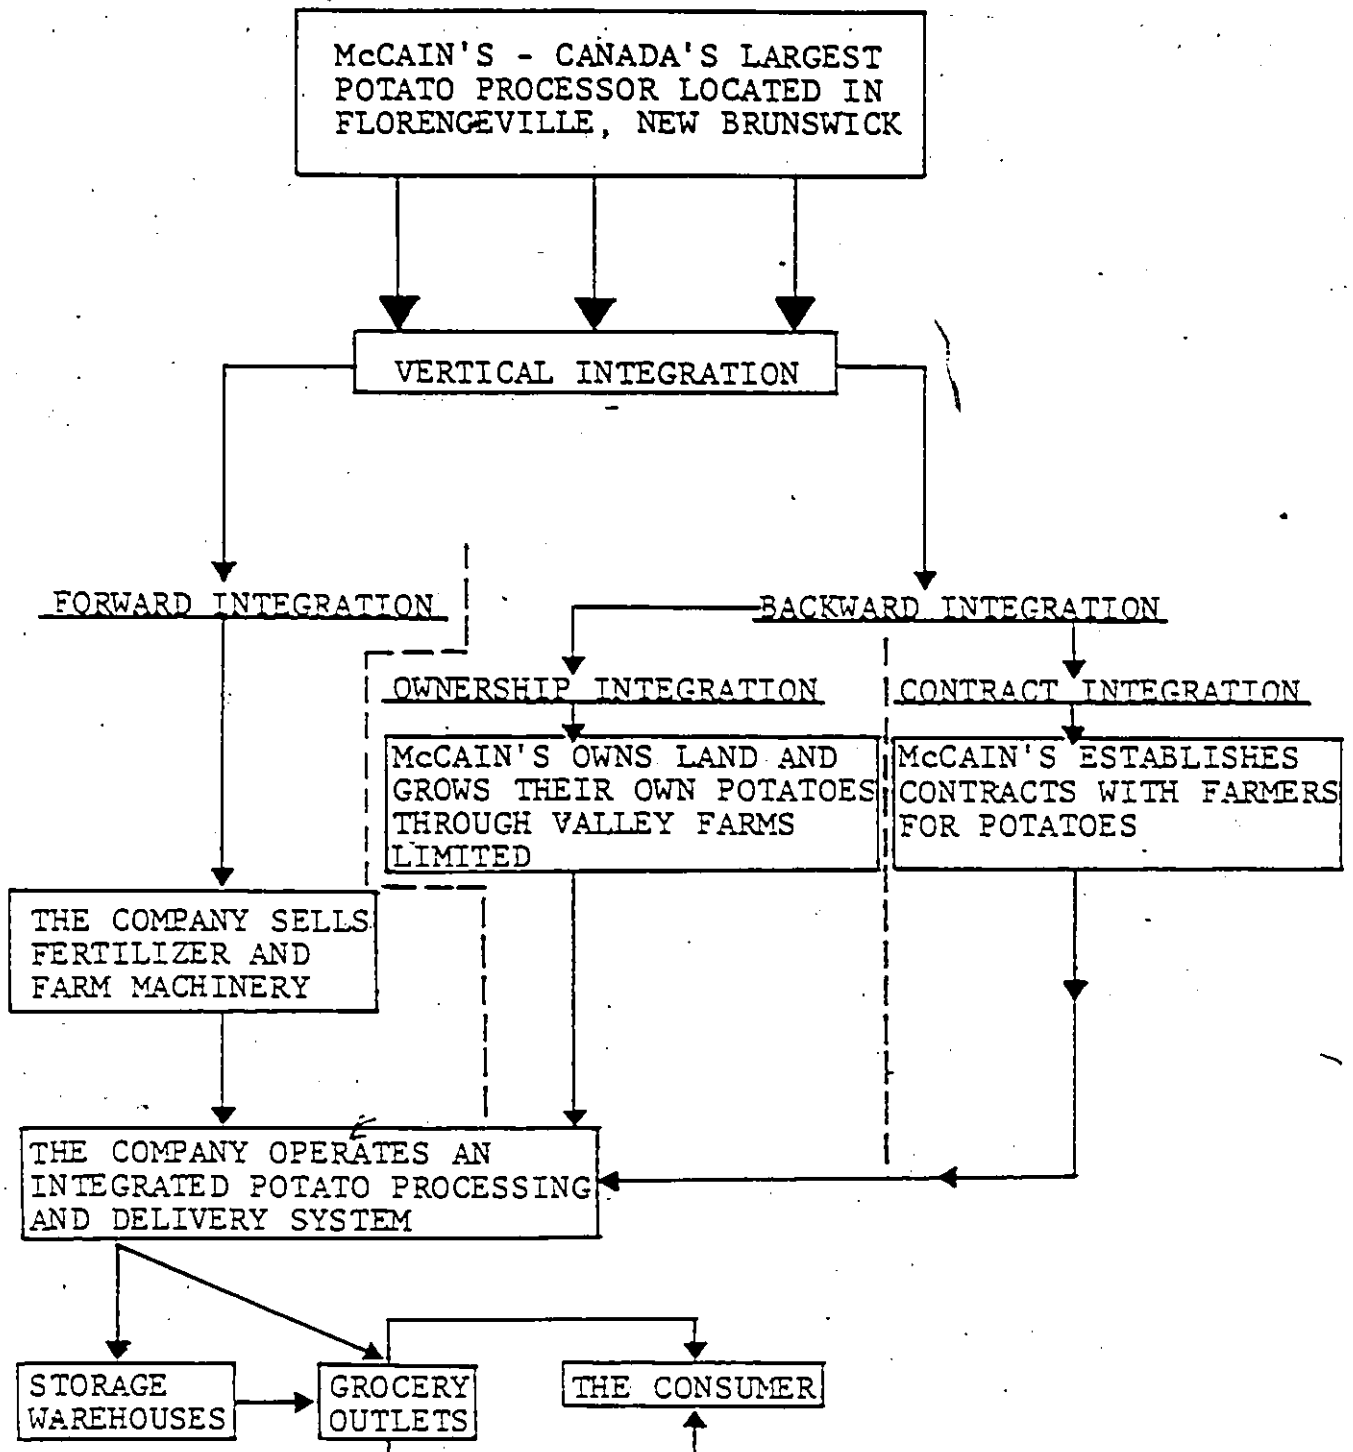 McCAIN'S - CANADA'S LARGEST
POTATO PROCESSOR LOCATED IN
FLORENGEVILLE, NEW BRUNSWICK
VERTICAL INTEGRATION
FORWARD INTEGRATION
BACKWARD INTEGRATION
OWNERSHIP INTEGRATION
CONTRACT INTEGRATION
McCAIN'S OWNS LAND AND
GROWS THEIR OWN POTATOES
THROUGH VALLEY FARMS
LIMITED
McCAIN'S ESTABLISHES
CONTRACTS WITH FARMERS
FOR POTATOES
THE COMPANY SELLS
FERTILIZER AND
FARM MACHINERY
THE COMPANY OPERATES AN
INTEGRATED POTATO PROCESSING
AND DELIVERY SYSTEM
STORAGE
WAREHOUSES
GROCERY
OUTLETS
THE CONSUMER